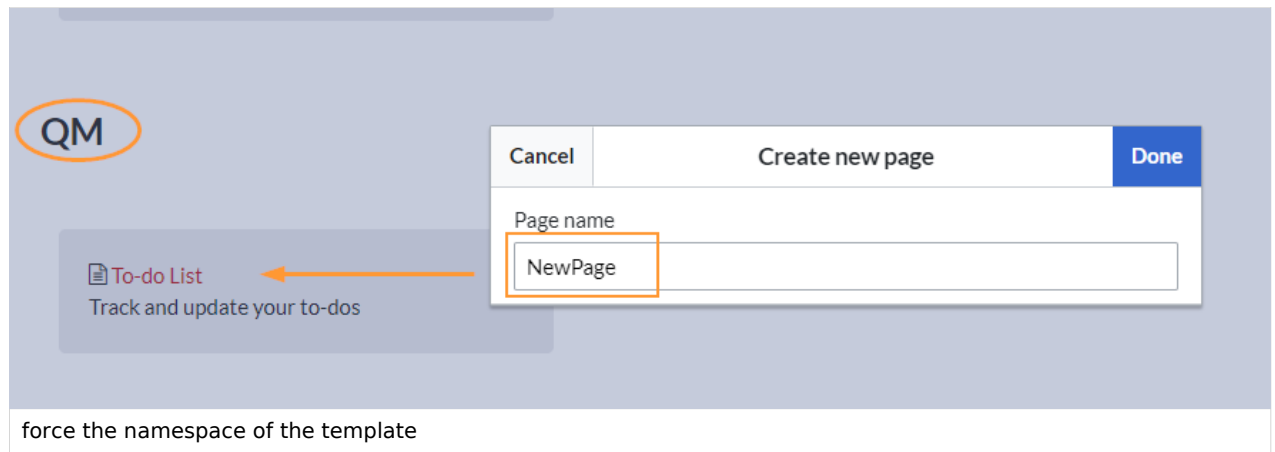 QM
Cancel Create new page Done
Page name
NewPage
To-do List
Track and update your to-dos
force the namespace of the template